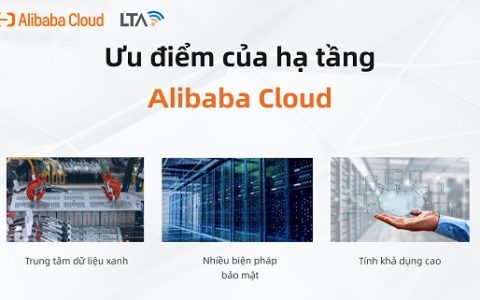 Alibaba Cloud LTA
Ưu điểm của hạ tầng
Alibaba Cloud
Trung tâm dữ liệu xanh
Nhiều biện pháp
bảo mật
Tính khả dụng cao